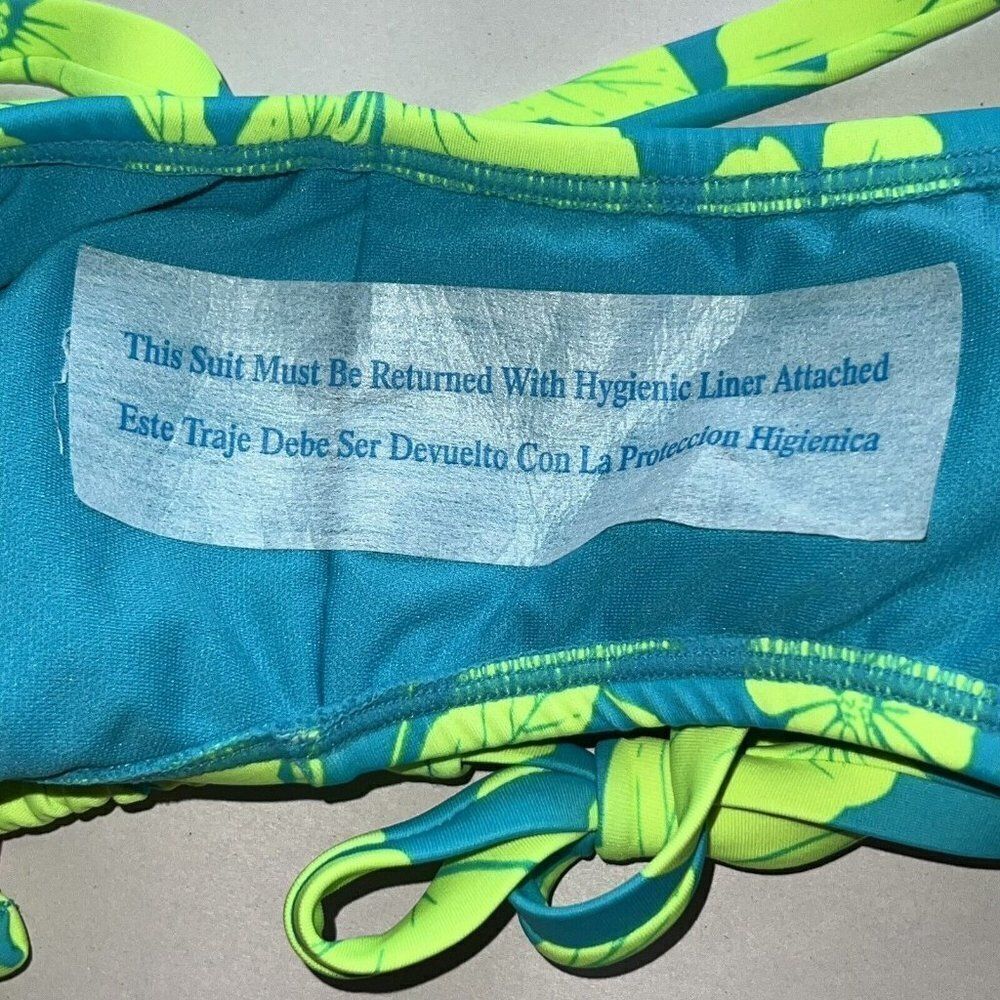 This Suit Must Be Returned With Hygienic Liner Attached
Este Traje Debe Ser Devuelto Con La Proteccion Higienica